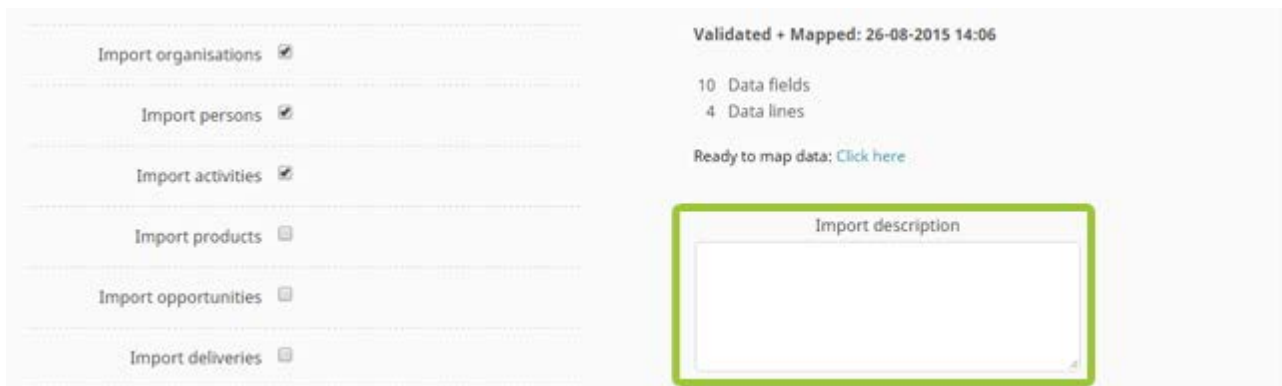 Import organisations
Import persons
Import activities
Import products
Import opportunities
Import deliveries
Validated + Mapped: 26-08-2015 14:06
10 Data fields
4 Data lines
Ready to map data: Click here
Import description